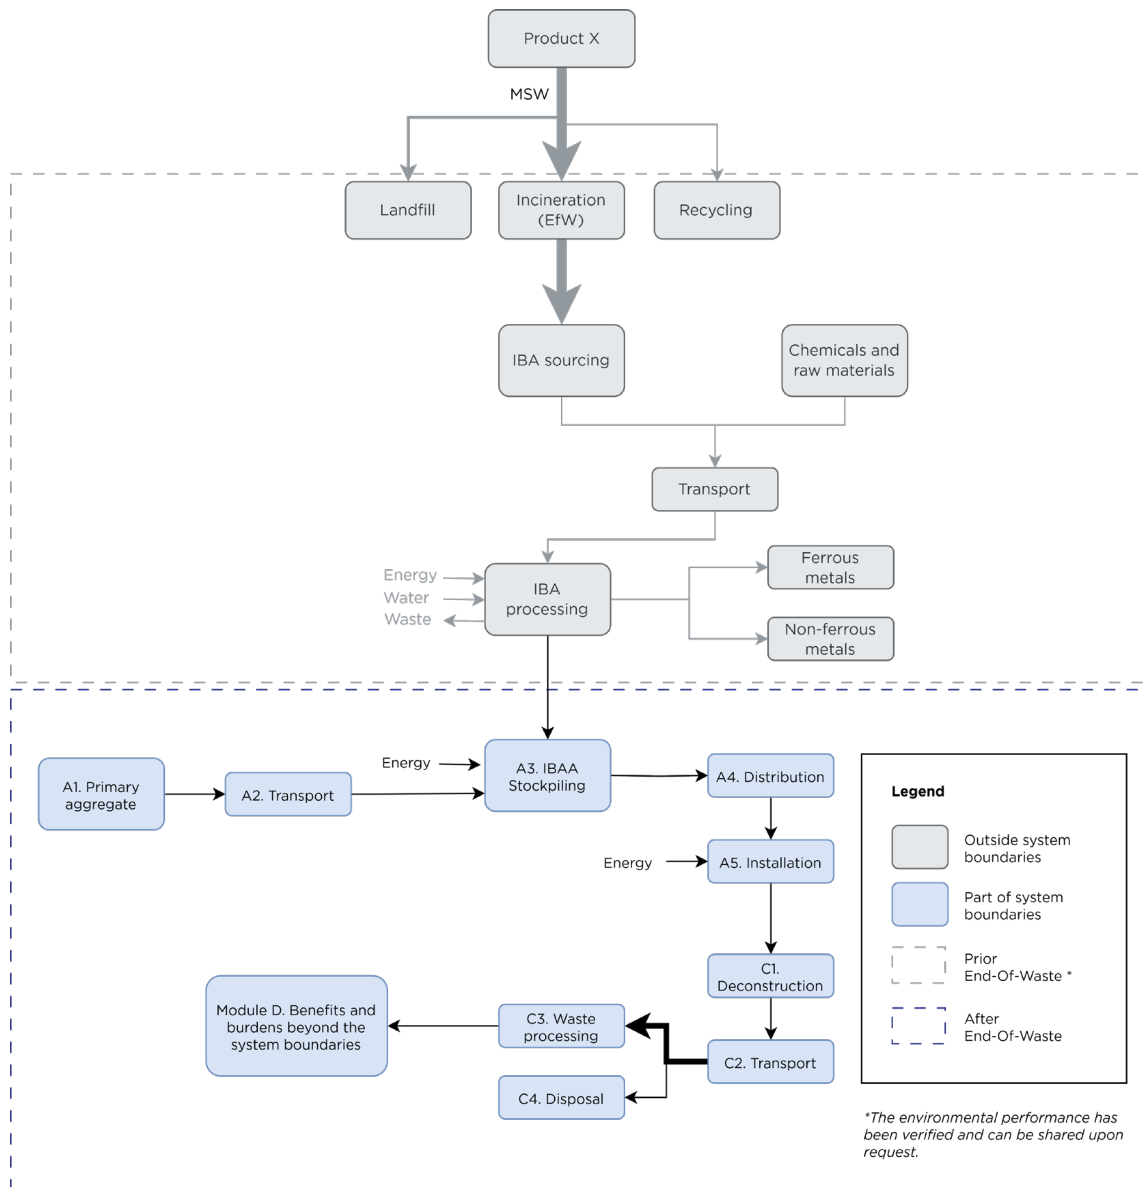 Product X
MSW
Landfill
Incineration
(EfW)
Recycling
IBA sourcing
Chemicals and
raw materials
Transport
Energy
Water
Waste
IBA
processing
Ferrous
metals
Non-ferrous
metals
A1. Primary
aggregate
A2. Transport
Energy
A3. IBAA
Stockpiling
A4. Distribution
Energy
A5. Installation
C1.
Deconstruction
C2. Transport
C3. Waste
processing
C4. Disposal
Module D. Benefits and
burdens beyond the
system boundaries
Legend
Outside system
boundaries
Part of system
boundaries
Prior
End-Of-Waste *
After
End-Of-Waste
*The environmental performance has
been verified and can be shared upon
request.